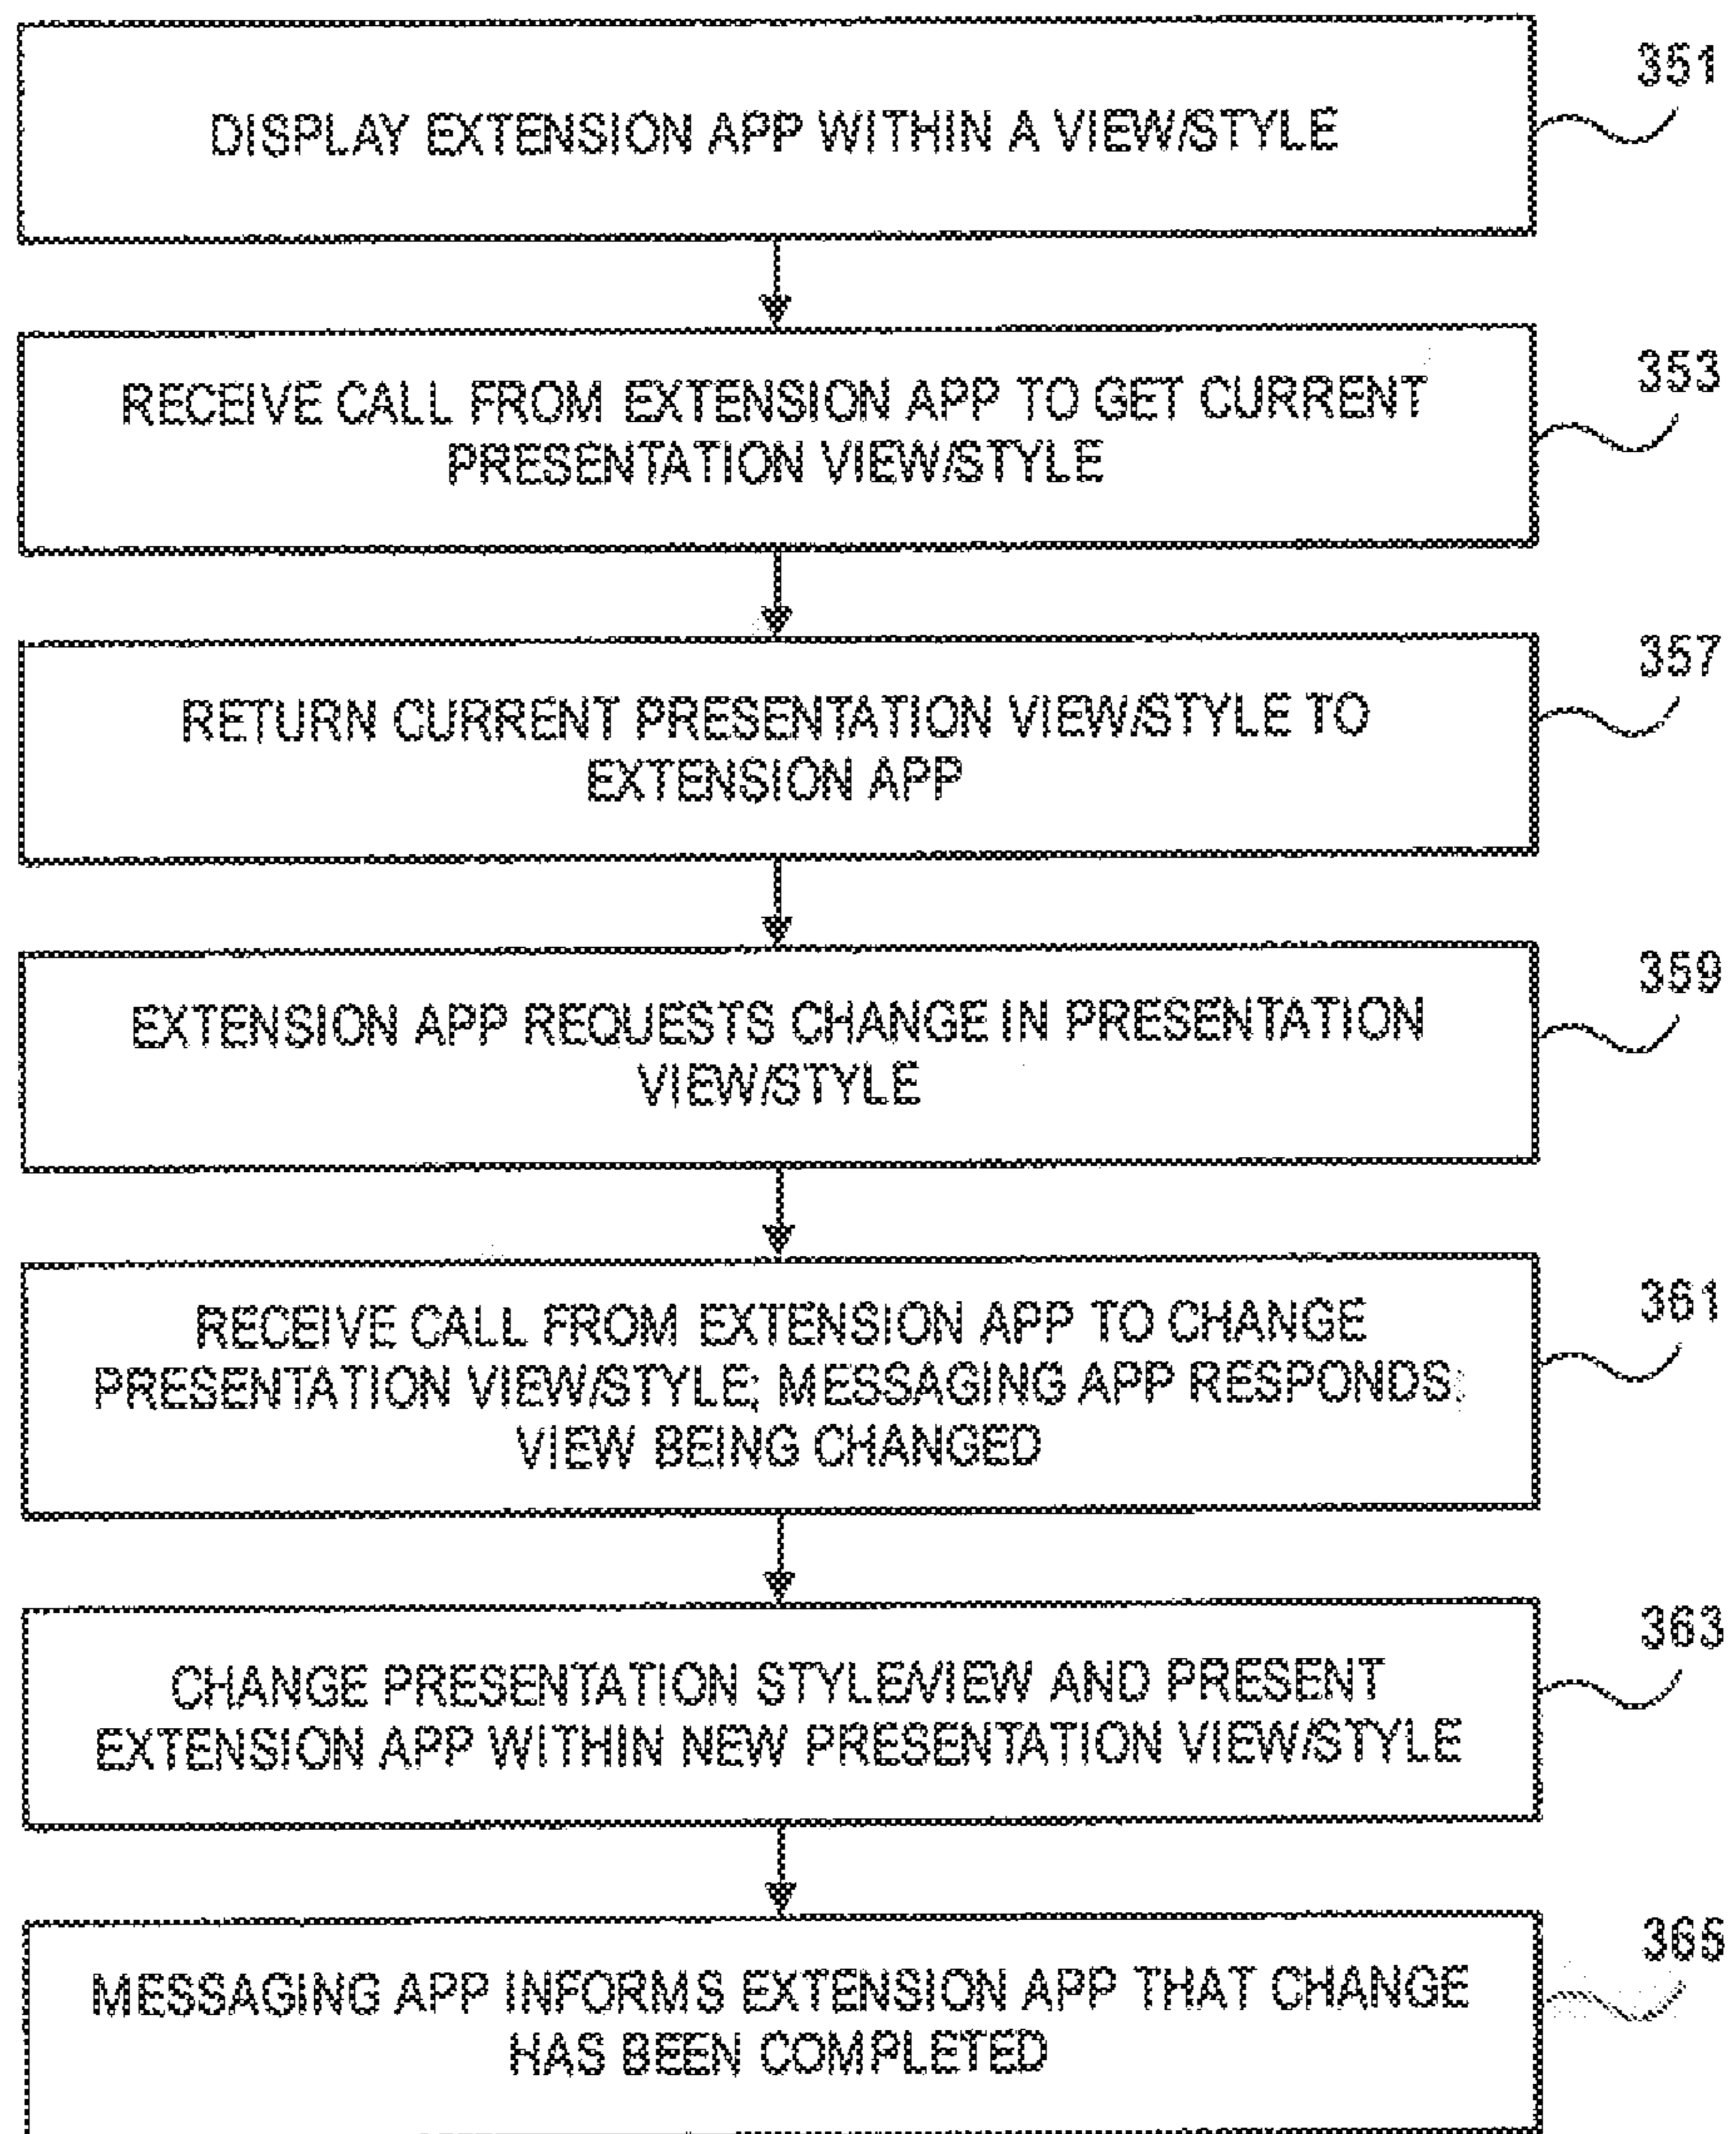 351
DISPLAY EXTENSION APP WITHIN A VIEW/STYLE
353
RECEIVE CALL FROM EXTENSION APP TO GET CURRENT
PRESENTATION VIEW/STYLE
357
RETURN CURRENT PRESENTATION VIEW/STYLE TO
EXTENSION APP
359
EXTENSION APP REQUESTS CHANGE IN PRESENTATION
VIEW/STYLE
361
RECEIVE CALL FROM EXTENSION APP TO CHANGE
PRESENTATION VIEW/STYLE; MESSAGING APP RESPONDS:
VIEW BEING CHANGED
363
CHANGE PRESENTATION STYLE/VIEW AND PRESENT
EXTENSION APP WITHIN NEW PRESENTATION VIEW/STYLE
365
MESSAGING APP INFORMS EXTENSION APP THAT CHANGE
HAS BEEN COMPLETED